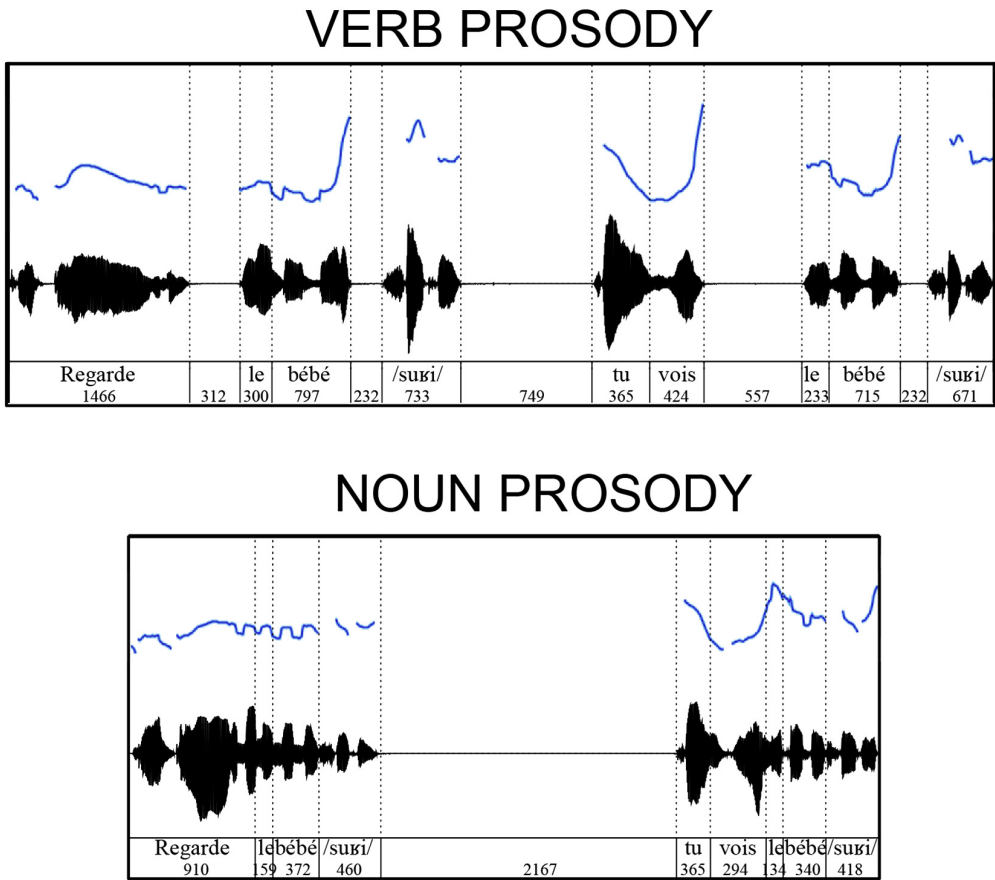 VERB PROSODY
Regarde le bébé /suʁi/ tu vois le bébé /suʁi/
1466 312 300 797 232 733 749 365 424 557 233 715 232 671
NOUN PROSODY
Regarde le bébé /suʁi/ tu vois le bébé /suʁi/
910 159 372 460 2167 365 294 134 340 418